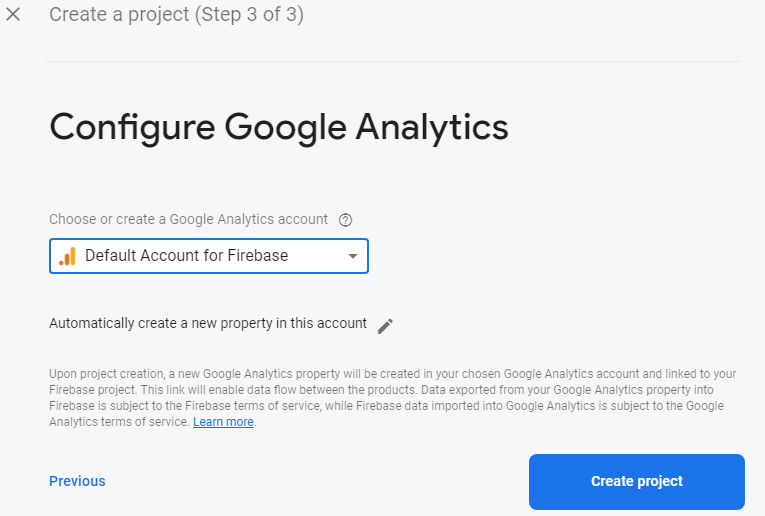 Create a project (Step 3 of 3)
Configure Google Analytics
Choose or create a Google Analytics account
Default Account for Firebase
Automatically create a new property in this account
Upon project creation, a new Google Analytics property will be created in your chosen Google Analytics account and linked to your
Firebase project. This link will enable data flow between the products. Data exported from your Google Analytics property into
Firebase is subject to the Firebase terms of service, while Firebase data imported into Google Analytics is subject to the Google
Analytics terms of service. Learn more.
Previous
Create project